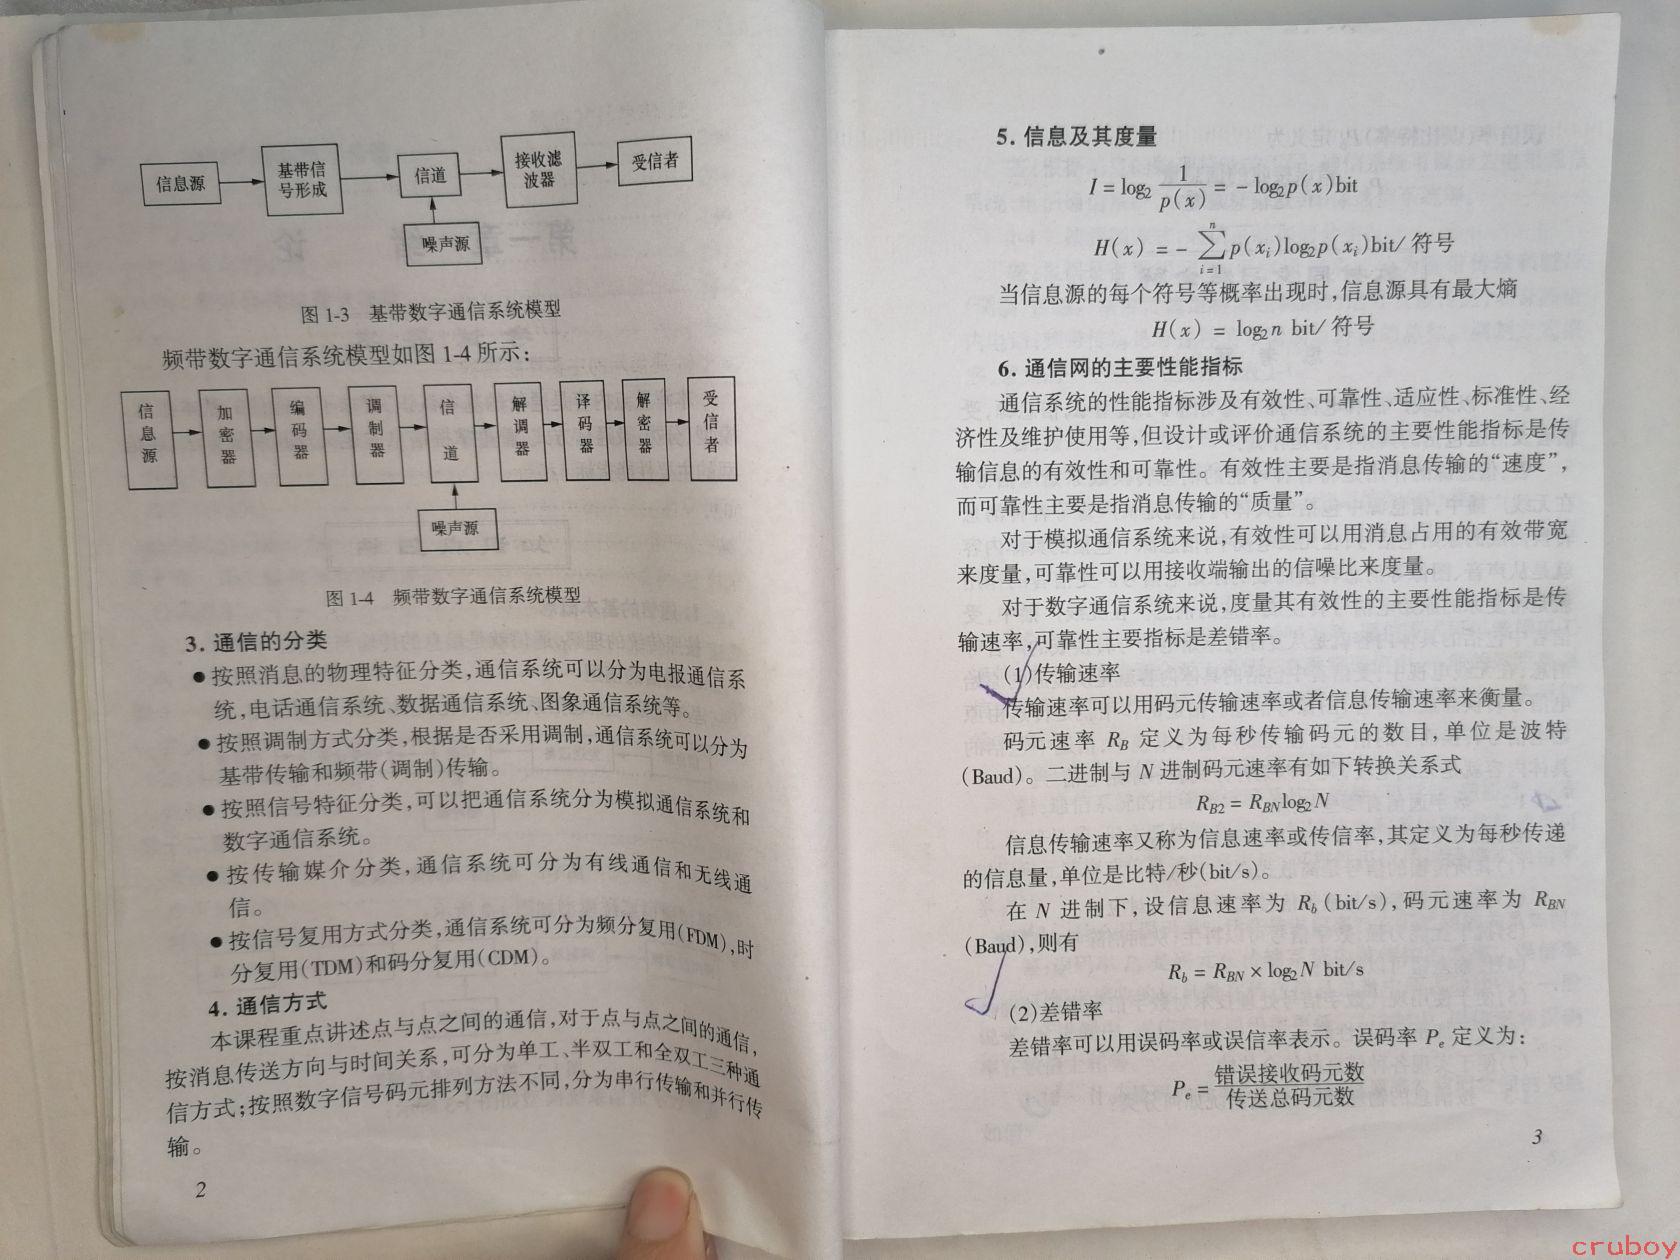 信息源
基带信
号形成
信道
接收滤
波器
受信者
噪声源
图 1-3 基带数字通信系统模型
频带数字通信系统模型如图 1-4 所示:
信息源
加密器
编码器
调制器
信道
解调器
译码器
解密器
受信者
噪声源
图 1-4 频带数字通信系统模型
3. 通信的分类
●按照消息的物理特征分类,通信系统可以分为电报通信系
统,电话通信系统、数据通信系统、图象通信系统等。
●按照调制方式分类,根据是否采用调制,通信系统可以分为
基带传输和频带(调制)传输。
●按照信号特征分类,可以把通信系统分为模拟通信系统和
数字通信系统。
●按传输媒介分类,通信系统可分为有线通信和无线通
信。
●按信号复用方式分类,通信系统可分为频分复用(FDM),时
分复用(TDM)和码分复用(CDM)。
4. 通信方式
本课程重点讲述点与点之间的通信,对于点与点之间的通信,
按消息传送方向与时间关系,可分为单工、半双工和全双工三种通
信方式;按照数字信号码元排列方法不同,分为串行传输和并行传
输。
2
5. 信息及其度量
I = log₂ 1/p(x) = - log₂p(x)bit
H(x) = - ∑ᵢ₌₁ⁿ p(xᵢ)log₂p(xᵢ)bit/符号
当信息源的每个符号等概率出现时,信息源具有最大熵
H(x) = log₂n bit/符号
6. 通信网的主要性能指标
通信系统的性能指标涉及有效性、可靠性、适应性、标准性、经
济性及维护使用等,但设计或评价通信系统的主要性能指标是传
输信息的有效性和可靠性。有效性主要是指消息传输的“速度”,
而可靠性主要是指消息传输的“质量”。
对于模拟通信系统来说,有效性可以用消息占用的有效带宽
来度量,可靠性可以用接收端输出的信噪比来度量。
对于数字通信系统来说,度量其有效性的主要性能指标是传
输速率,可靠性主要指标是差错率。
(1)传输速率
传输速率可以用码元传输速率或者信息传输速率来衡量。
码元速率 R_B 定义为每秒传输码元的数目,单位是波特
(Baud)。二进制与 N 进制码元速率有如下转换关系式
R_B2 = R_BN log₂N
信息传输速率又称为信息速率或传信率,其定义为每秒传递
的信息量,单位是比特/秒(bit/s)。
在 N 进制下,设信息速率为 R_b(bit/s),码元速率为 R_BN
(Baud),则有
R_b = R_BN × log₂N bit/s
(2)差错率
差错率可以用误码率或误信率表示。误码率 P_e 定义为:
P_e = 错误接收码元数/传送总码元数
3
cruboy